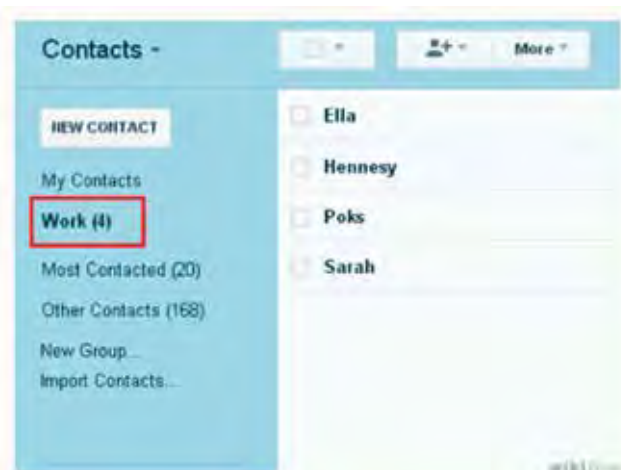 Contacts -
More
NEW CONTACT
My Contacts
Work (4)
Most Contacted (20)
Other Contacts (168)
New Group...
Import Contacts...
Ella
Hennesy
Poks
Sarah